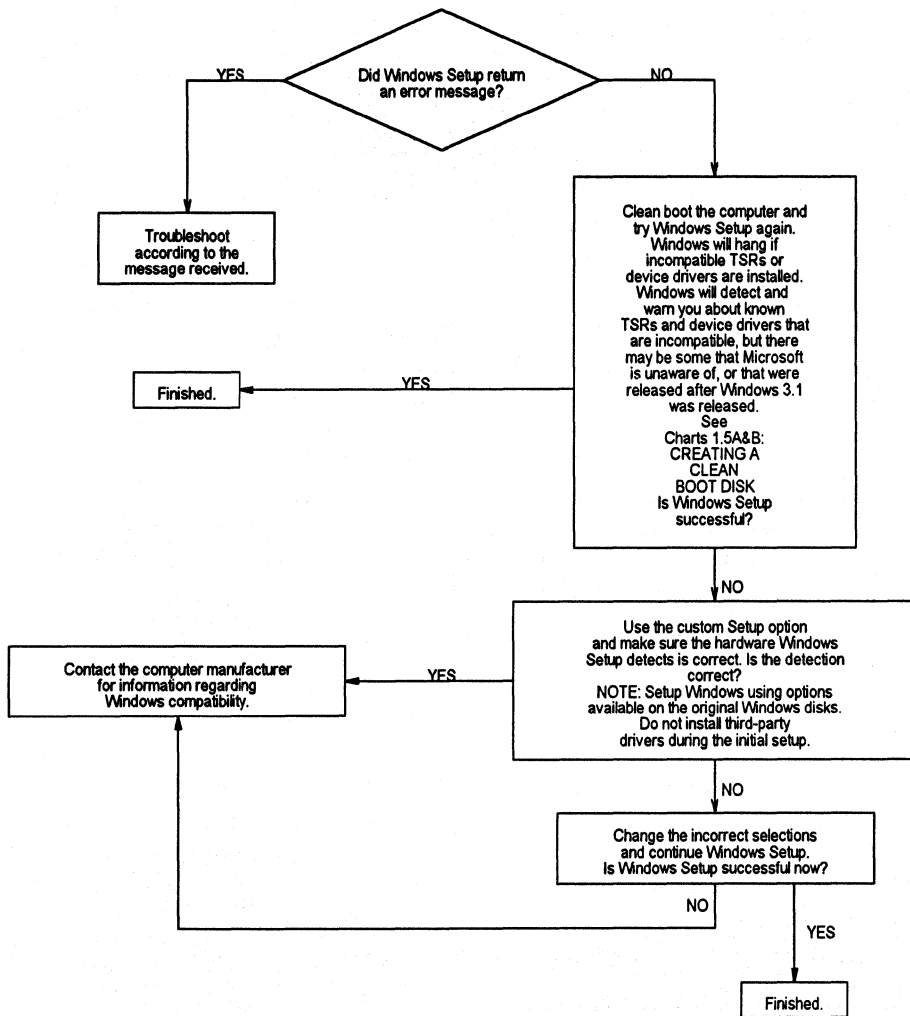 Did Windows Setup return
an error message?
YES
NO
Troubleshoot
according to the
message received.
Clean boot the computer and
try Windows Setup again.
Windows will hang if
incompatible TSRs or
device drivers are installed.
Windows will detect and
warn you about known
TSRs and device drivers that
are incompatible, but there
may be some that Microsoft
is unaware of, or that were
released after Windows 3.1
was released.
See
Charts 1.5A&B:
CREATING A
CLEAN
BOOT DISK
Is Windows Setup
successful?
YES
Finished.
NO
Use the custom Setup option
and make sure the hardware Windows
Setup detects is correct. Is the detection
correct?
NOTE: Setup Windows using options
available on the original Windows disks.
Do not install third-party
drivers during the initial setup.
YES
Contact the computer manufacturer
for information regarding
Windows compatibility.
NO
Change the incorrect selections
and continue Windows Setup.
Is Windows Setup successful now?
NO
YES
Finished.